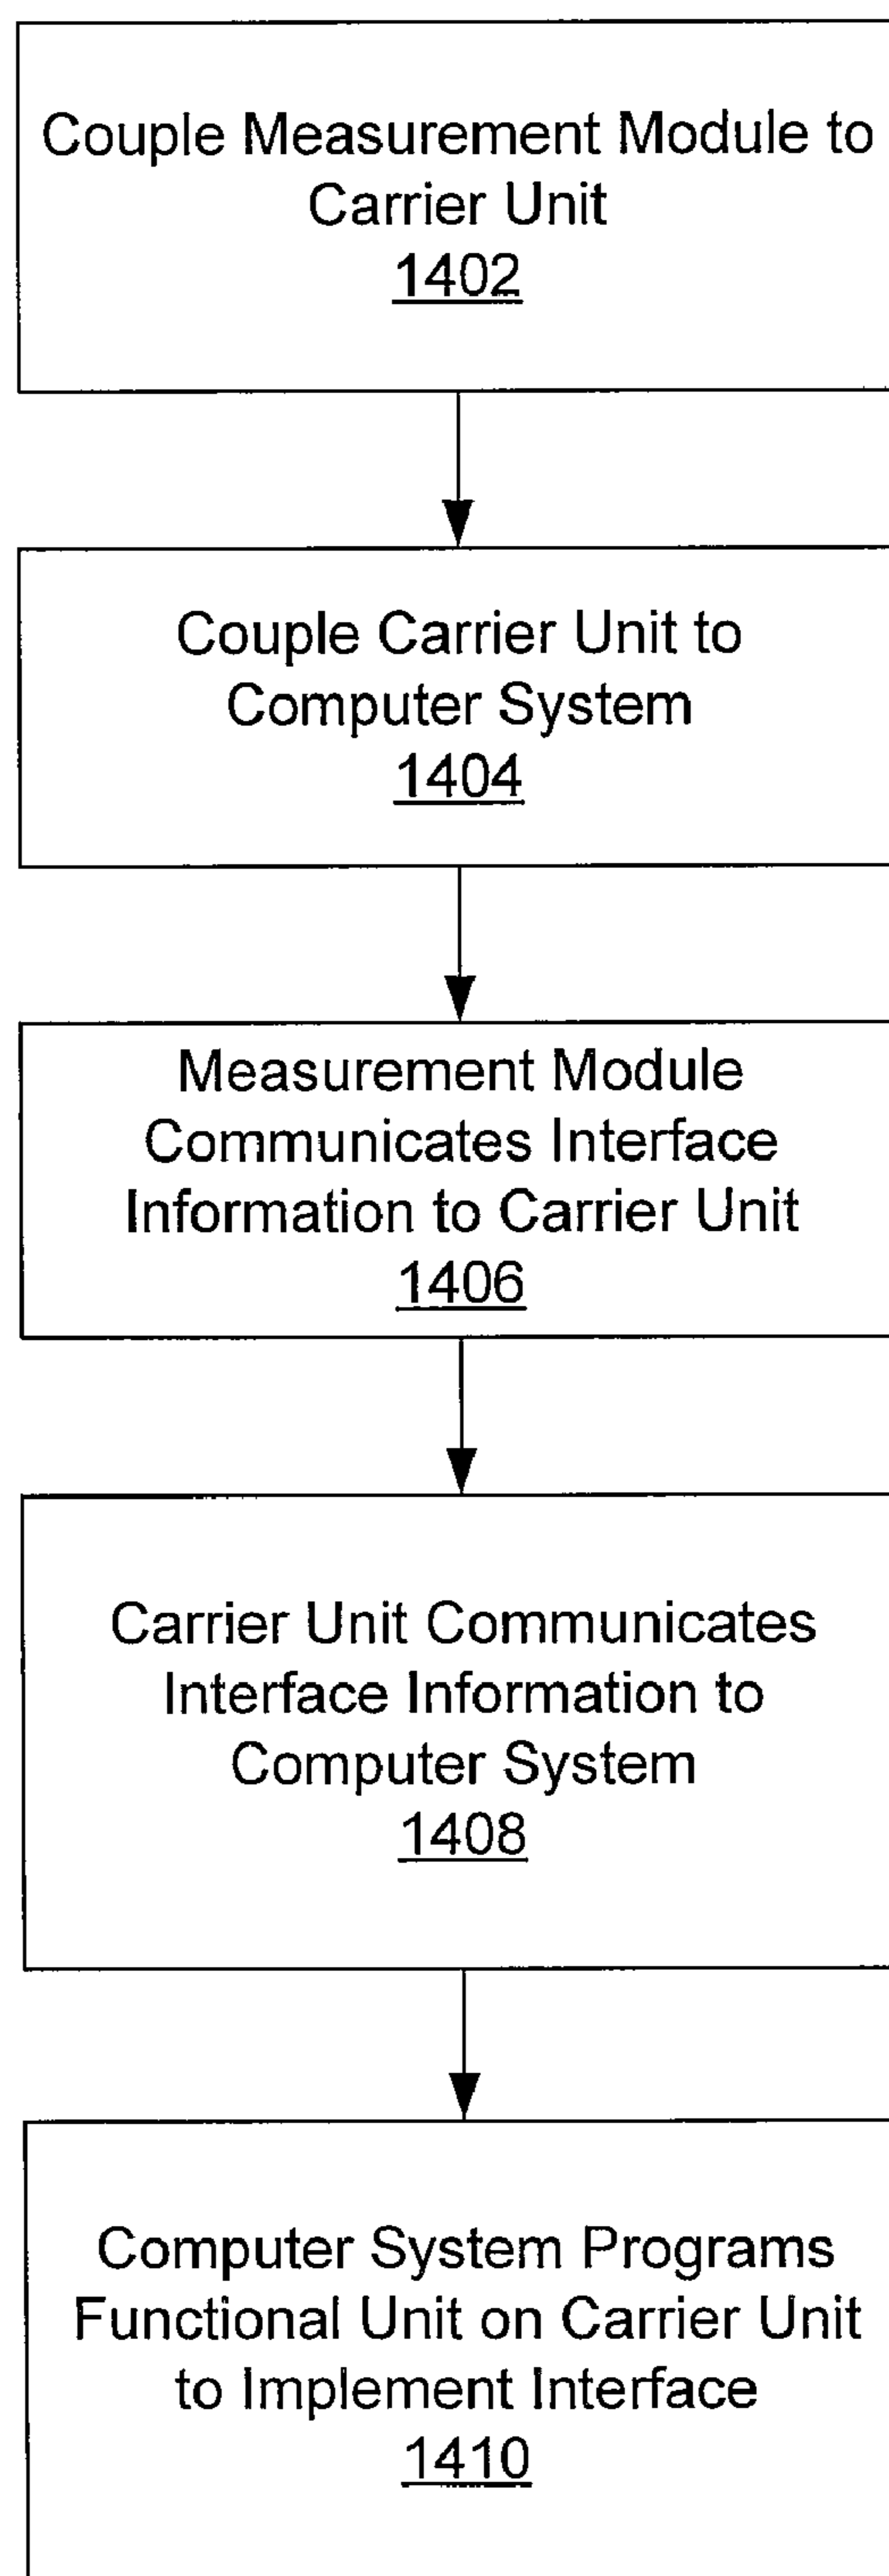 Couple Measurement Module to
Carrier Unit
1402
Couple Carrier Unit to
Computer System
1404
Measurement Module
Communicates Interface
Information to Carrier Unit
1406
Carrier Unit Communicates
Interface Information to
Computer System
1408
Computer System Programs
Functional Unit on Carrier Unit
to Implement Interface
1410